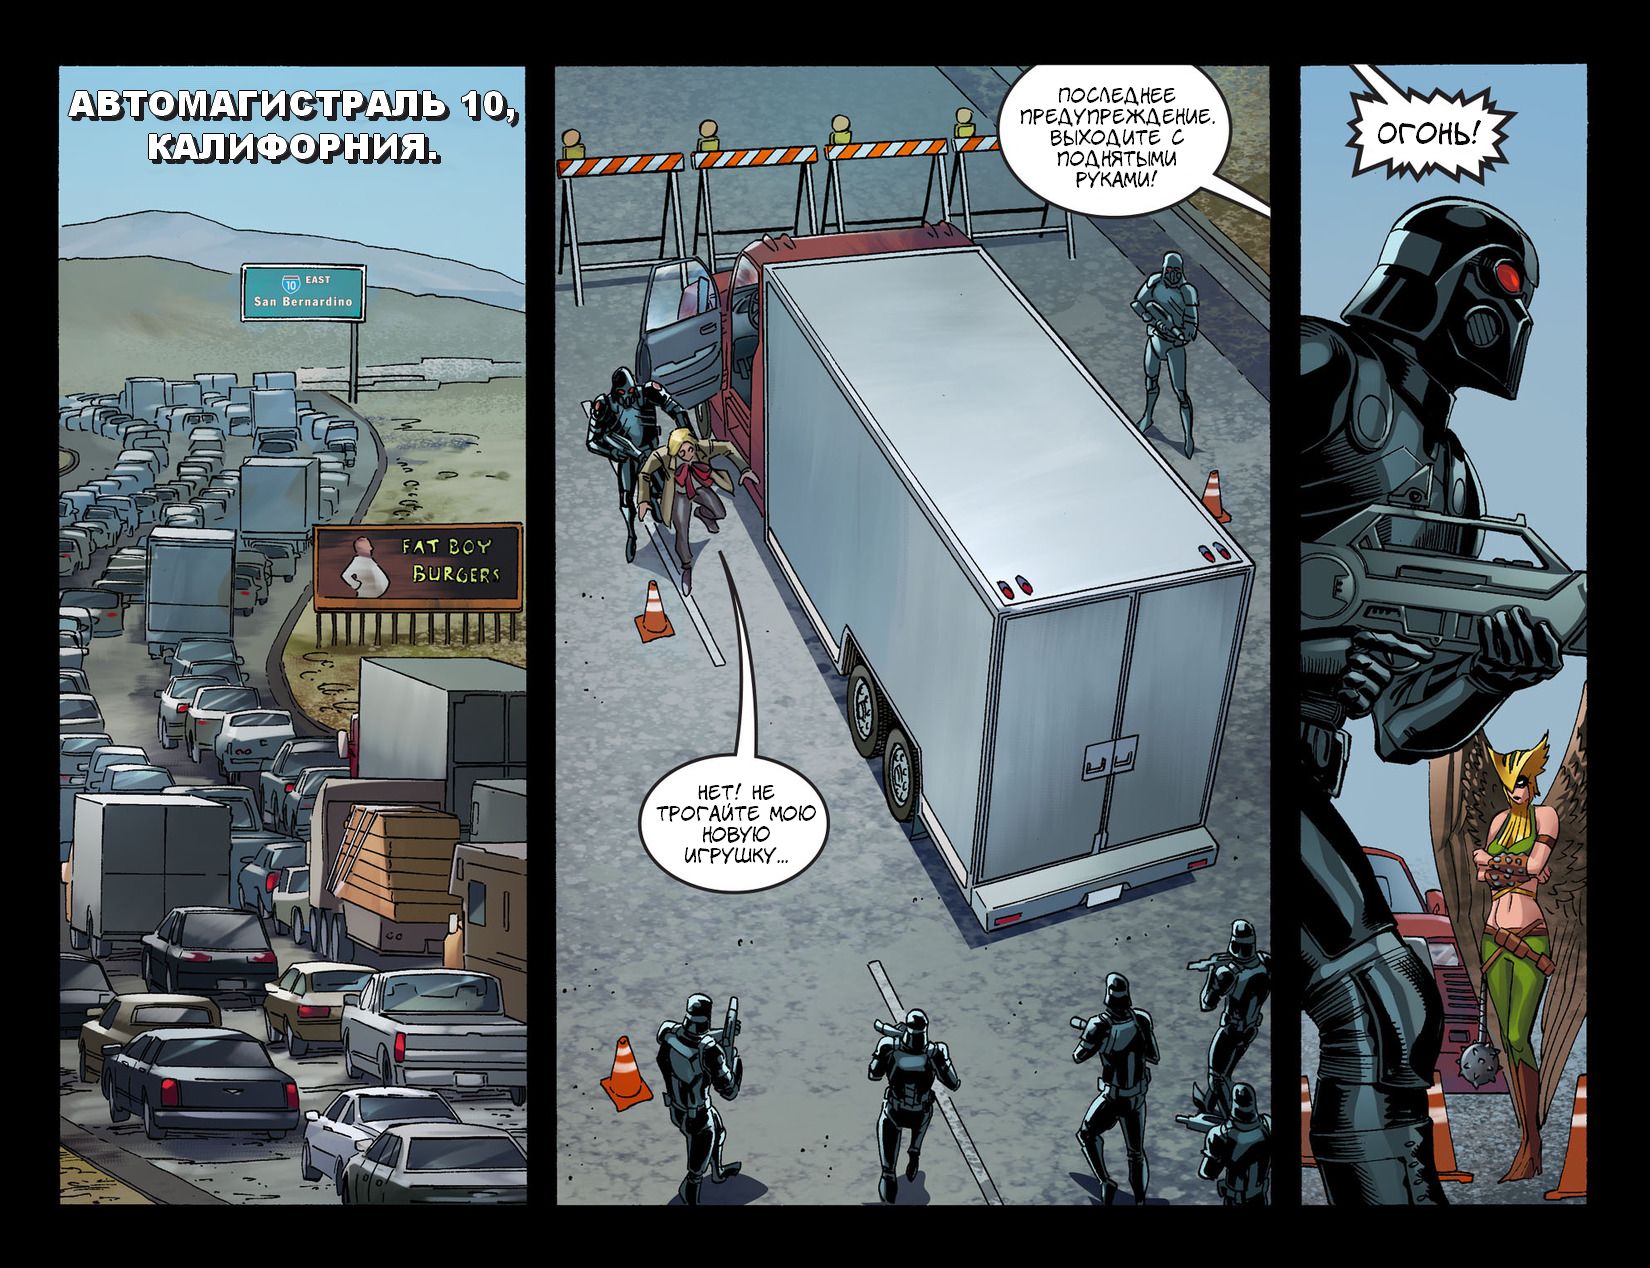 АВТОМАГИСТРАЛЬ 10,
КАЛИФОРНИЯ.
10 EAST
San Bernardino
FAT BOY
BURGERS
ПОСЛЕДНЕЕ
ПРЕДУПРЕЖДЕНИЕ.
ВЫХОДИТЕ С
ПОДНЯТЫМИ
РУКАМИ!
НЕТ! НЕ
ТРОГАЙТЕ МОЮ
НОВУЮ
ИГРУШКУ...
ОГОНЬ!